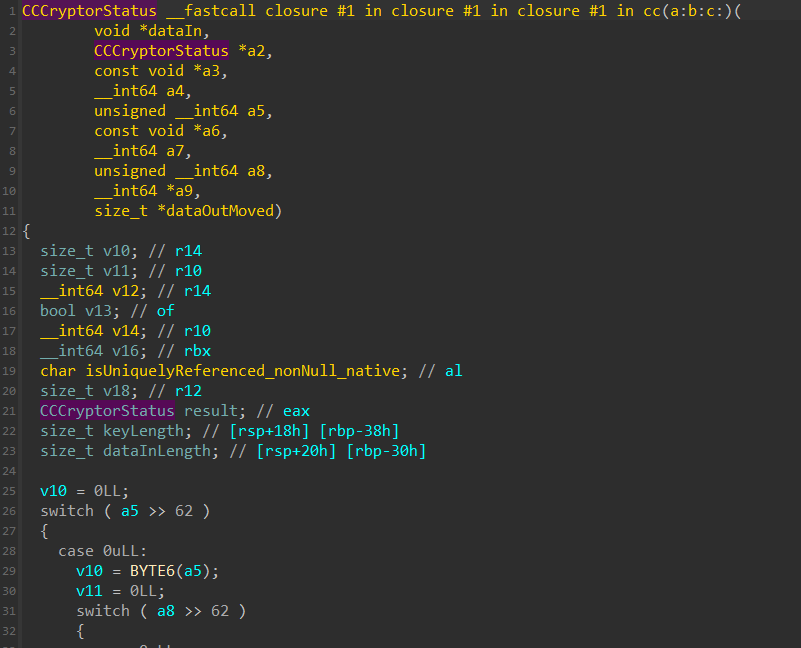 1 CCCryptorStatus __fastcall closure #1 in closure #1 in closure #1 in cc(a:b:c:)(
2         void *dataIn,
3         CCCryptorStatus *a2,
4         const void *a3,
5         __int64 a4,
6         unsigned __int64 a5,
7         const void *a6,
8         __int64 a7,
9         unsigned __int64 a8,
10         __int64 *a9,
11         size_t *dataOutMoved)
12 {
13   size_t v10; // r14
14   size_t v11; // r10
15   __int64 v12; // r14
16   bool v13; // of
17   __int64 v14; // r10
18   __int64 v16; // rbx
19   char isUniquelyReferenced_nonNull_native; // al
20   size_t v18; // r12
21   CCCryptorStatus result; // eax
22   size_t keyLength; // [rsp+18h] [rbp-38h]
23   size_t dataInLength; // [rsp+20h] [rbp-30h]
24
25   v10 = 0LL;
26   switch ( a5 >> 62 )
27   {
28     case 0uLL:
29       v10 = BYTE6(a5);
30       v11 = 0LL;
31       switch ( a8 >> 62 )
32       {